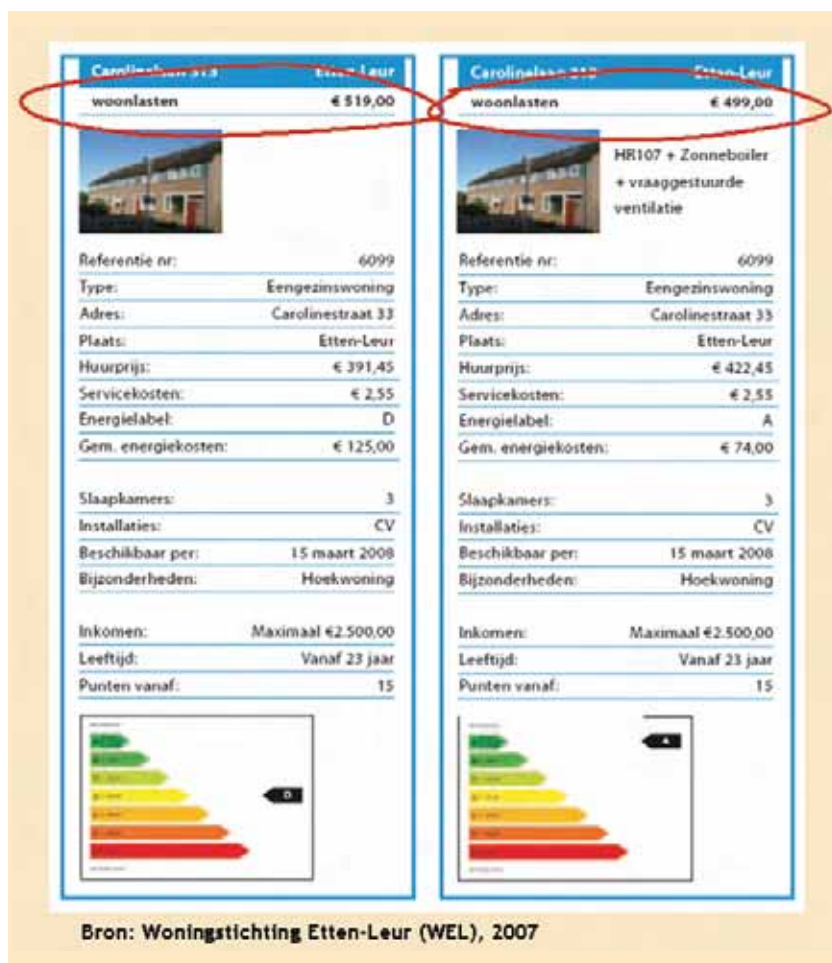 Carolinelaan 313 Etten-Leur
woonlasten € 519,00
Referentie nr: 6099
Type: Eengezinswoning
Adres: Carolinestraat 33
Plaats: Etten-Leur
Huurprijs: € 391,45
Servicekosten: € 2,55
Energielabel: D
Gem. energiekosten: € 125,00
Slaapkamers: 3
Installaties: CV
Beschikbaar per: 15 maart 2008
Bijzonderheden: Hoekwoning
Inkomen: Maximaal €2.500,00
Leeftijd: Vanaf 23 jaar
Punten vanaf: 15
D
Carolinelaan 313 Etten-Leur
woonlasten € 499,00
HR107 + Zonneboiler
+ vraaggestuurde
ventilatie
Referentie nr: 6099
Type: Eengezinswoning
Adres: Carolinestraat 33
Plaats: Etten-Leur
Huurprijs: € 422,45
Servicekosten: € 2,55
Energielabel: A
Gem. energiekosten: € 74,00
Slaapkamers: 3
Installaties: CV
Beschikbaar per: 15 maart 2008
Bijzonderheden: Hoekwoning
Inkomen: Maximaal €2.500,00
Leeftijd: Vanaf 23 jaar
Punten vanaf: 15
A
Bron: Woningstichting Etten-Leur (WEL), 2007